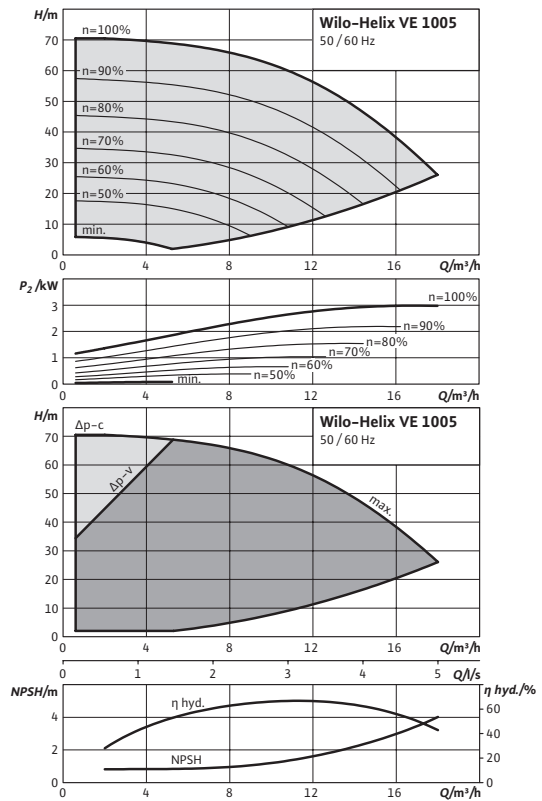 H/m
Wilo-Helix VE 1005
50 / 60 Hz
n=100%
n=90%
n=80%
n=70%
n=60%
n=50%
min.
70
60
50
40
30
20
10
0
0 4 8 12 16 Q/m³/h
P₂ /kW
3
2
1
0
n=100%
n=90%
n=80%
n=70%
n=60%
n=50%
min.
0 4 8 12 16 Q/m³/h
H/m
Wilo-Helix VE 1005
50 / 60 Hz
Δp-c
Δp-v
max.
70
60
50
40
30
20
10
0
0 4 8 12 16 Q/m³/h
0 1 2 3 4 5 Q/l/s
NPSH/m
η hyd./%
η hyd.
NPSH
4
2
0
60
40
20
0
0 4 8 12 16 Q/m³/h